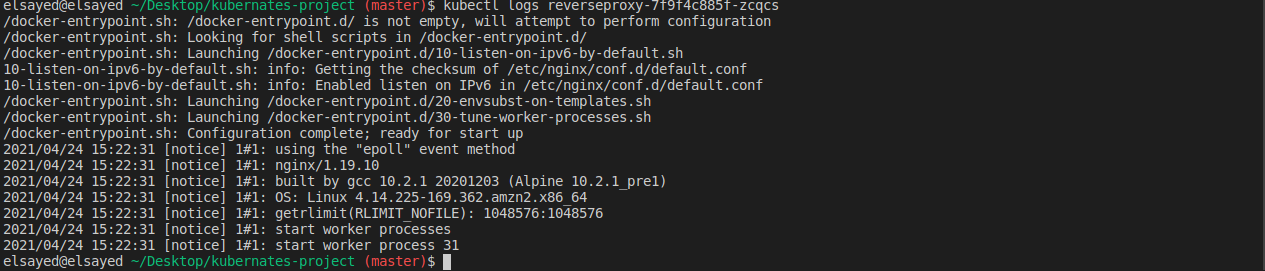 elsayed@elsayed ~/Desktop/kubernates-project (master)$ kubectl logs reverseproxy-7f9f4c885f-zcqcs
/docker-entrypoint.sh: /docker-entrypoint.d/ is not empty, will attempt to perform configuration
/docker-entrypoint.sh: Looking for shell scripts in /docker-entrypoint.d/
/docker-entrypoint.sh: Launching /docker-entrypoint.d/10-listen-on-ipv6-by-default.sh
10-listen-on-ipv6-by-default.sh: info: Getting the checksum of /etc/nginx/conf.d/default.conf
10-listen-on-ipv6-by-default.sh: info: Enabled listen on IPv6 in /etc/nginx/conf.d/default.conf
/docker-entrypoint.sh: Launching /docker-entrypoint.d/20-envsubst-on-templates.sh
/docker-entrypoint.sh: Launching /docker-entrypoint.d/30-tune-worker-processes.sh
/docker-entrypoint.sh: Configuration complete; ready for start up
2021/04/24 15:22:31 [notice] 1#1: using the "epoll" event method
2021/04/24 15:22:31 [notice] 1#1: nginx/1.19.10
2021/04/24 15:22:31 [notice] 1#1: built by gcc 10.2.1 20201203 (Alpine 10.2.1_pre1)
2021/04/24 15:22:31 [notice] 1#1: OS: Linux 4.14.225-169.362.amzn2.x86_64
2021/04/24 15:22:31 [notice] 1#1: getrlimit(RLIMIT_NOFILE): 1048576:1048576
2021/04/24 15:22:31 [notice] 1#1: start worker processes
2021/04/24 15:22:31 [notice] 1#1: start worker process 31
elsayed@elsayed ~/Desktop/kubernates-project (master)$